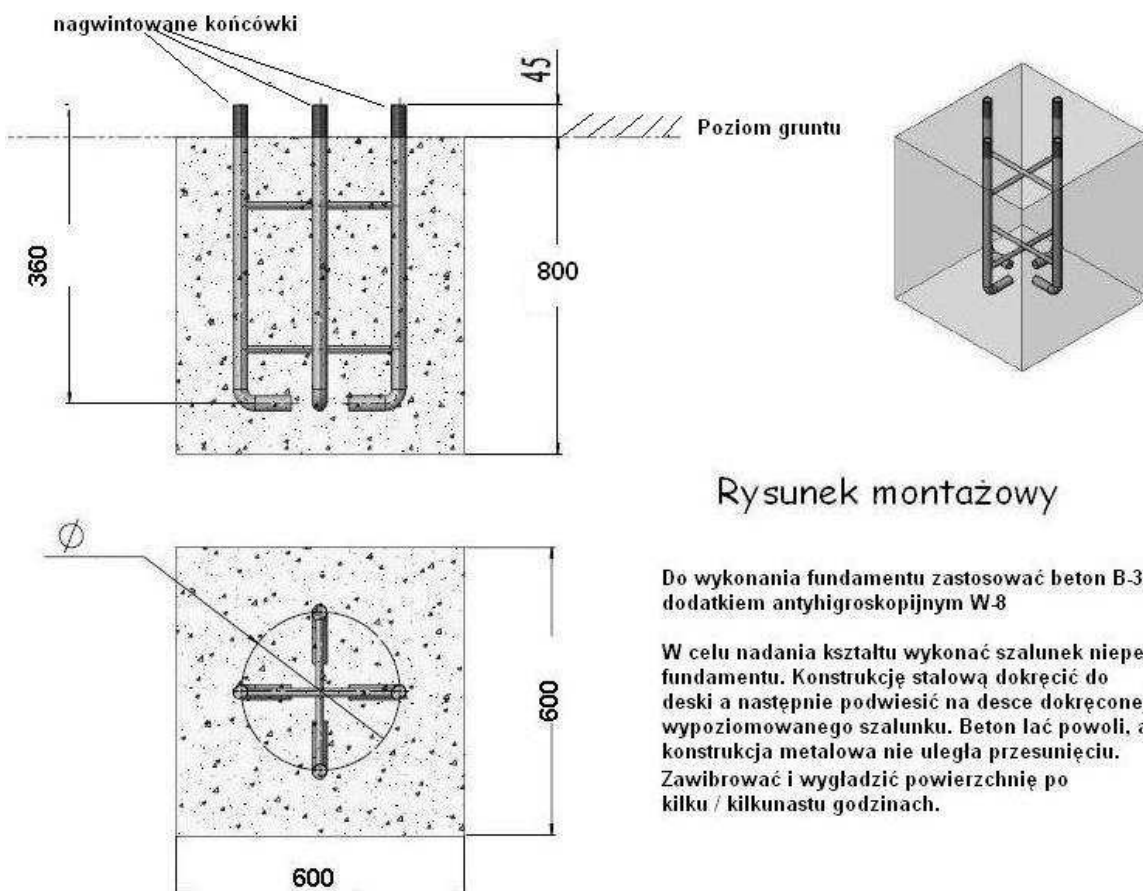 nagwintowane końcówki
45
Poziom gruntu
360
800
Rysunek montażowy
Ø
Do wykonania fundamentu zastosować beton B-3
dodatkiem antyhigroskopijnym W-8
W celu nadania kształtu wykonać szalunek niepe
fundamentu. Konstrukcję stalową dokręcić do
deski a następnie podwiesić na desce dokręcone
wypoziomowanego szalunku. Beton lać powoli, a
konstrukcja metalowa nie uległa przesunięciu.
Zawibrować i wygładzić powierzchnię po
kilku / kilkunastu godzinach.
600
600